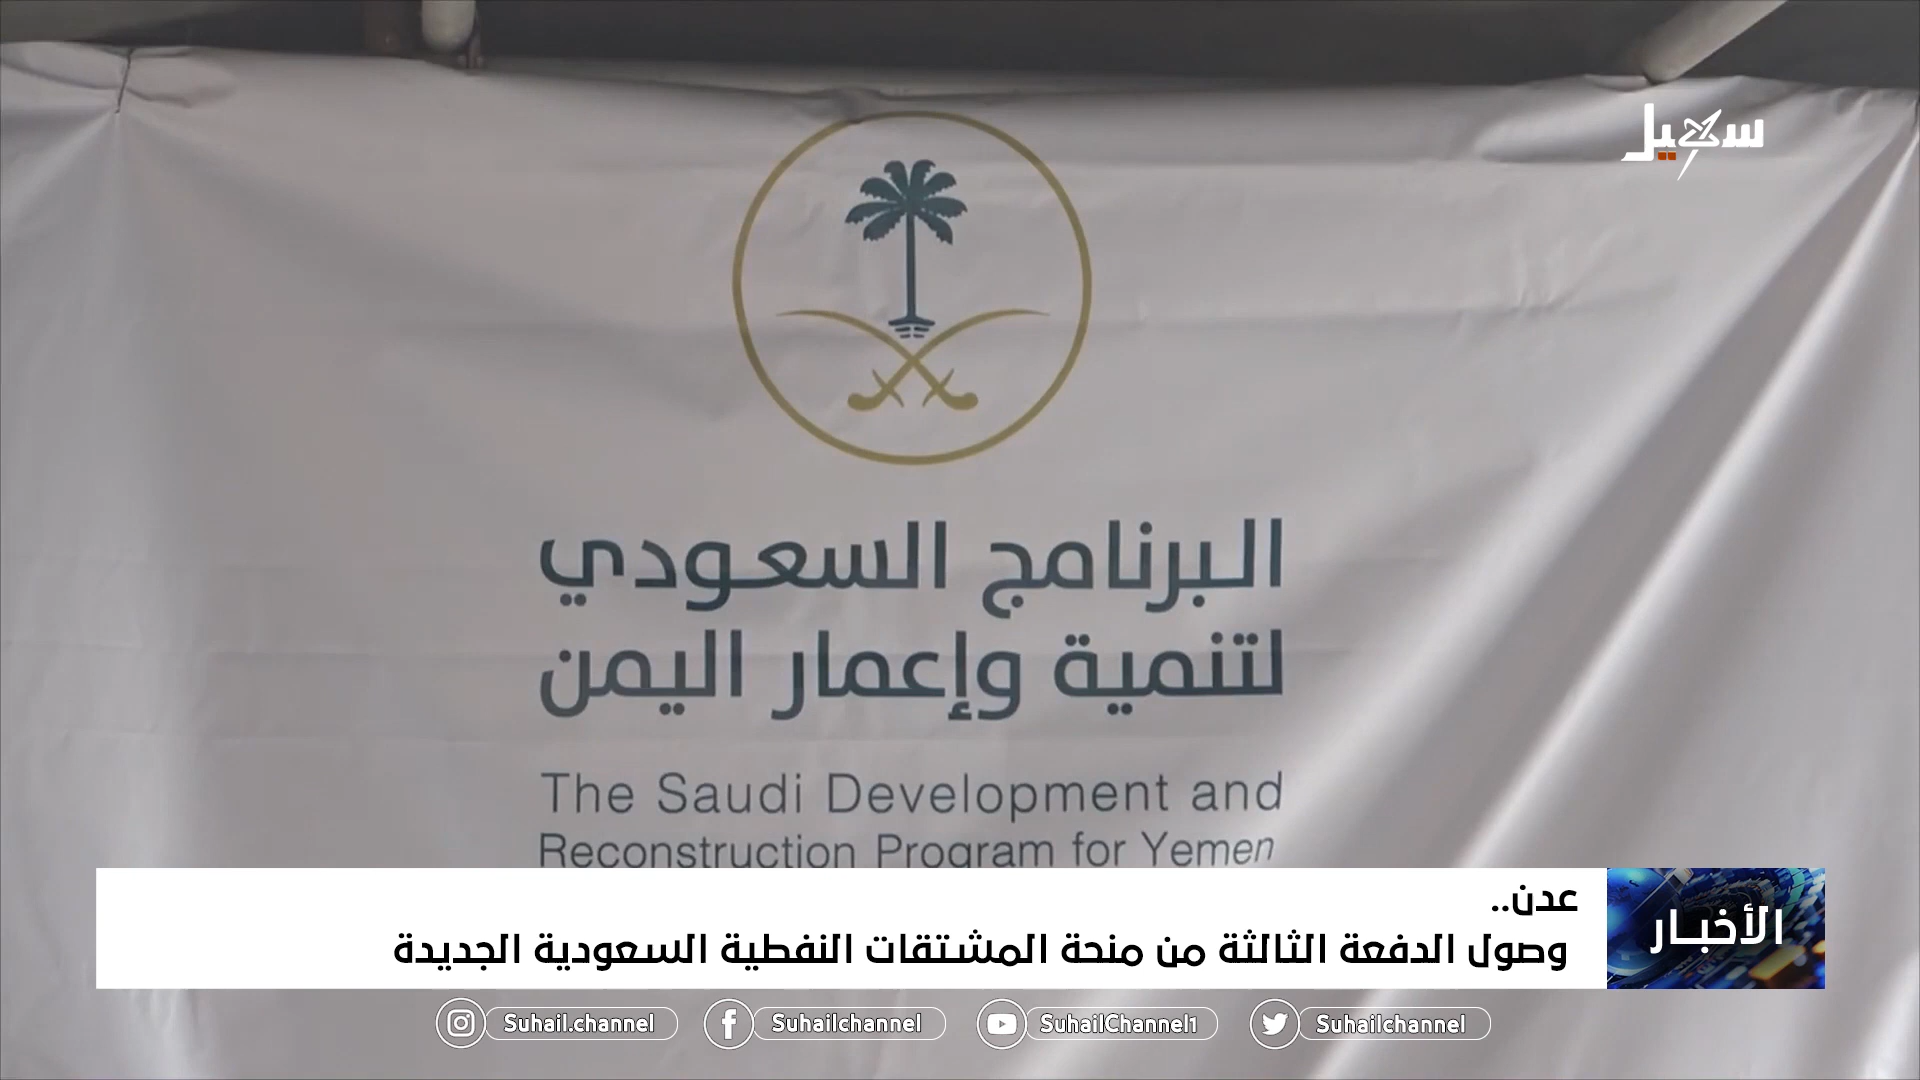 سهيل
البرنامج السعودي
لتنمية وإعمار اليمن
The Saudi Development and
Reconstruction Program for Yemen
الأخبار
عدن..
وصول الدفعة الثالثة من منحة المشتقات النفطية السعودية الجديدة
Suhail.channel
Suhailchannel
SuhailChannel1
Suhailchannel